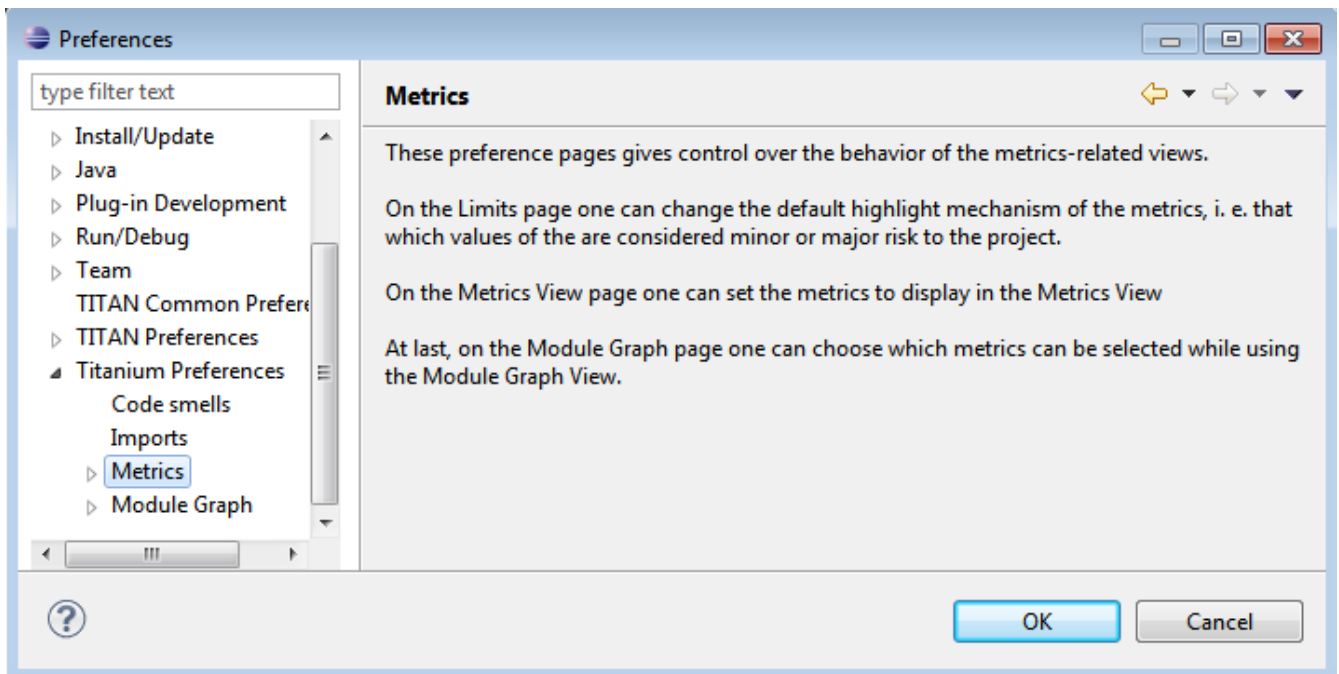 Preferences
type filter text
Install/Update
Java
Plug-in Development
Run/Debug
Team
TITAN Common Prefere
TITAN Preferences
Titanium Preferences
Code smells
Imports
Metrics
Module Graph
Metrics
These preference pages gives control over the behavior of the metrics-related views.
On the Limits page one can change the default highlight mechanism of the metrics, i. e. that
which values of the are considered minor or major risk to the project.
On the Metrics View page one can set the metrics to display in the Metrics View
At last, on the Module Graph page one can choose which metrics can be selected while using
the Module Graph View.
?
OK
Cancel